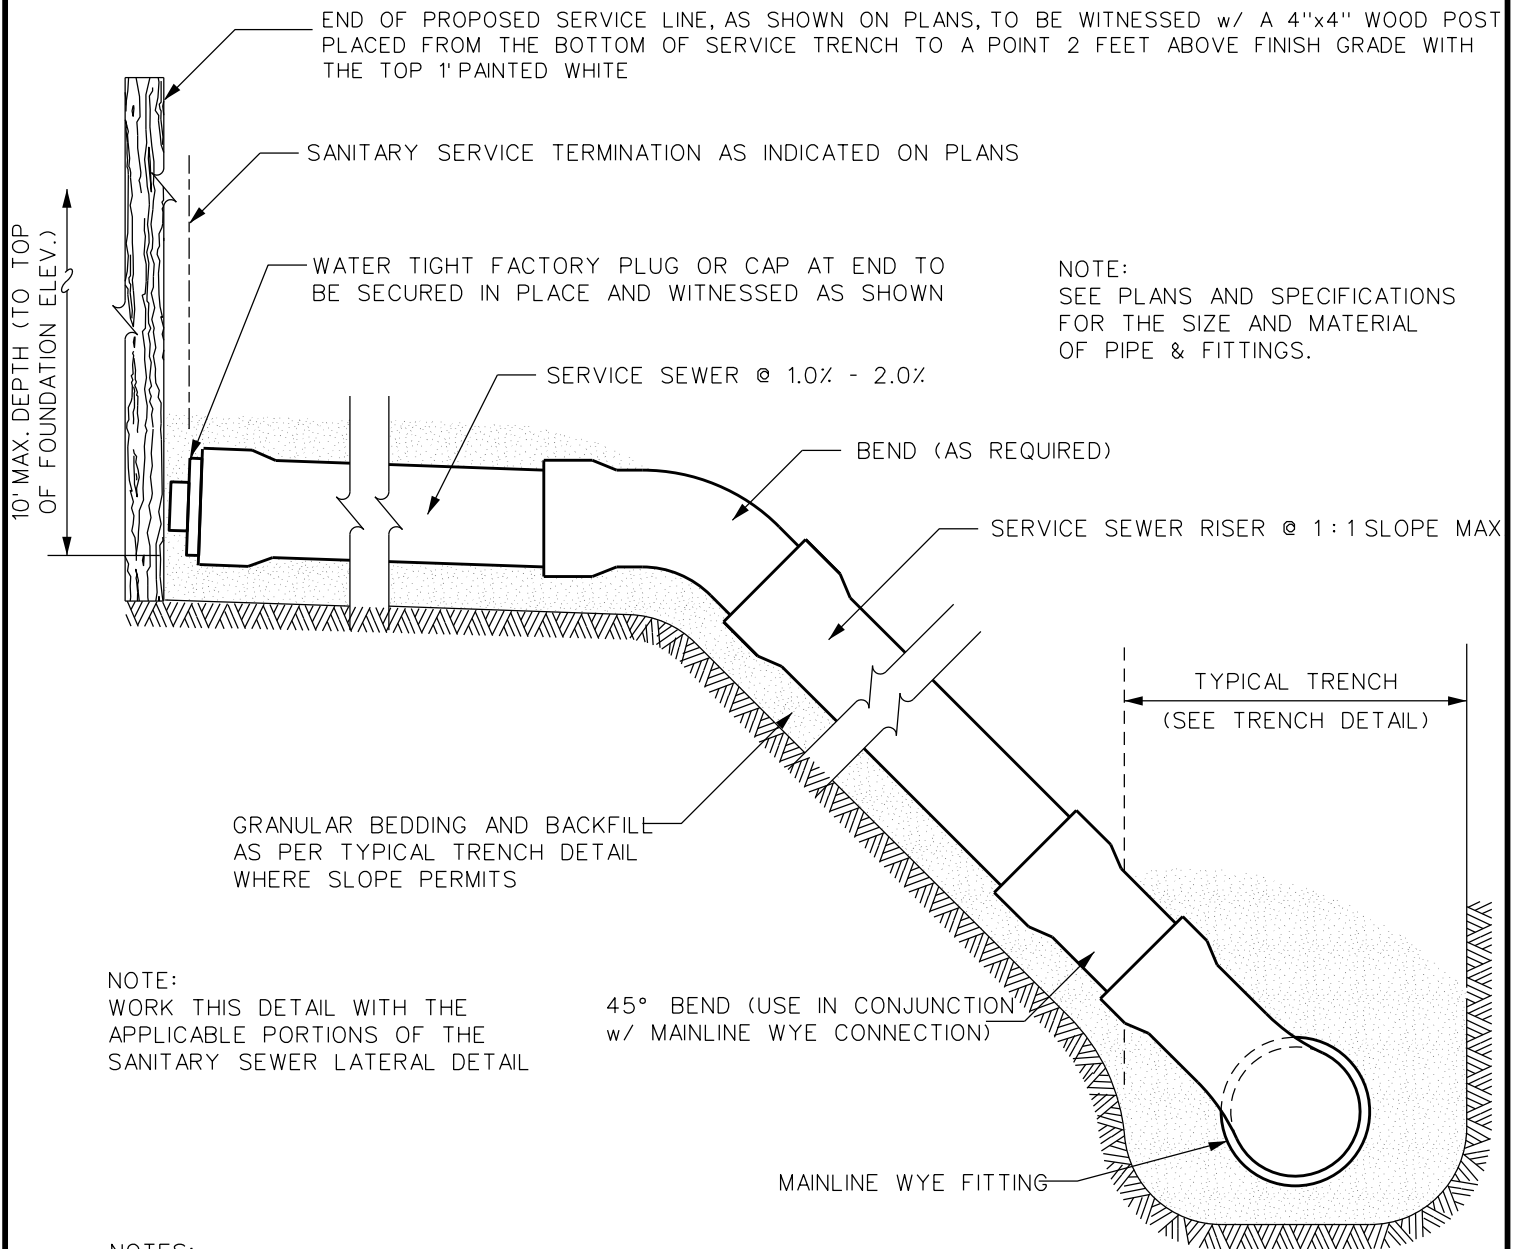 END OF PROPOSED SERVICE LINE, AS SHOWN ON PLANS, TO BE WITNESSED w/ A 4"x4" WOOD POST
PLACED FROM THE BOTTOM OF SERVICE TRENCH TO A POINT 2 FEET ABOVE FINISH GRADE WITH
THE TOP 1' PAINTED WHITE
SANITARY SERVICE TERMINATION AS INDICATED ON PLANS
10' MAX. DEPTH (TO TOP
OF FOUNDATION ELEV.)
WATER TIGHT FACTORY PLUG OR CAP AT END TO
BE SECURED IN PLACE AND WITNESSED AS SHOWN
NOTE:
SEE PLANS AND SPECIFICATIONS
FOR THE SIZE AND MATERIAL
OF PIPE & FITTINGS.
SERVICE SEWER @ 1.0% - 2.0%
BEND (AS REQUIRED)
SERVICE SEWER RISER @ 1 : 1 SLOPE MAX
TYPICAL TRENCH
(SEE TRENCH DETAIL)
GRANULAR BEDDING AND BACKFILL
AS PER TYPICAL TRENCH DETAIL
WHERE SLOPE PERMITS
NOTE:
WORK THIS DETAIL WITH THE
APPLICABLE PORTIONS OF THE
SANITARY SEWER LATERAL DETAIL
45° BEND (USE IN CONJUNCTION
w/ MAINLINE WYE CONNECTION)
MAINLINE WYE FITTING
NOTES: